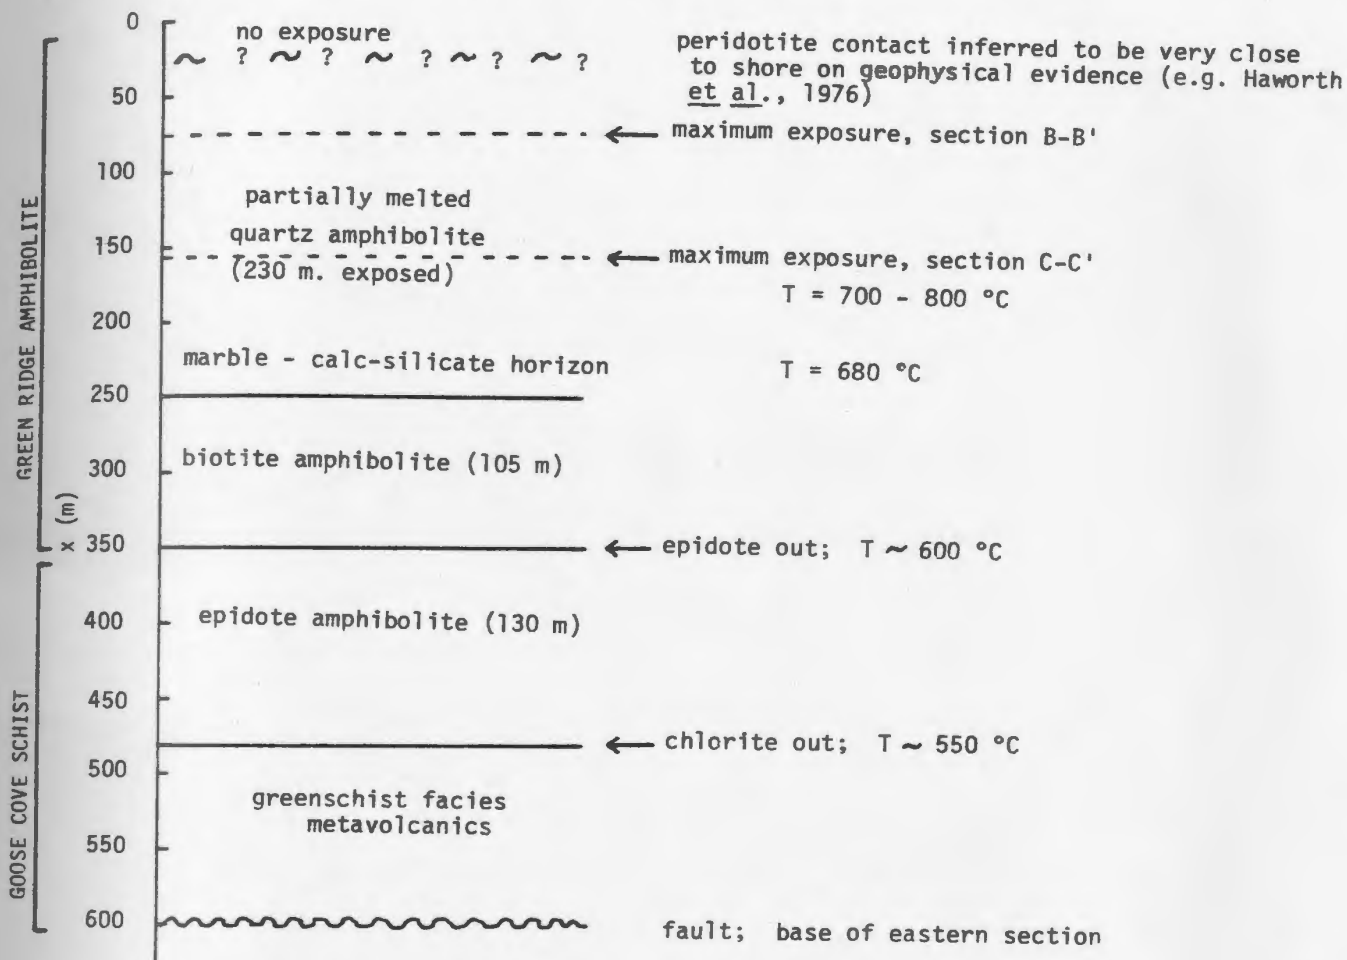 0
no exposure
~ ? ~ ? ~ ? ~ ? ~ ?
peridotite contact inferred to be very close
to shore on geophysical evidence (e.g. Haworth
et al., 1976)
50
maximum exposure, section B-B'
100
partially melted
quartz amphibolite
150
(230 m. exposed)
maximum exposure, section C-C'
T = 700 - 800 °C
200
marble - calc-silicate horizon
T = 680 °C
250
GREEN RIDGE AMPHIBOLITE
biotite amphibolite (105 m)
300
x (m)
350
epidote out; T ~ 600 °C
400
epidote amphibolite (130 m)
450
chlorite out; T ~ 550 °C
500
GOOSE COVE SCHIST
greenschist facies
metavolcanics
550
600
fault; base of eastern section